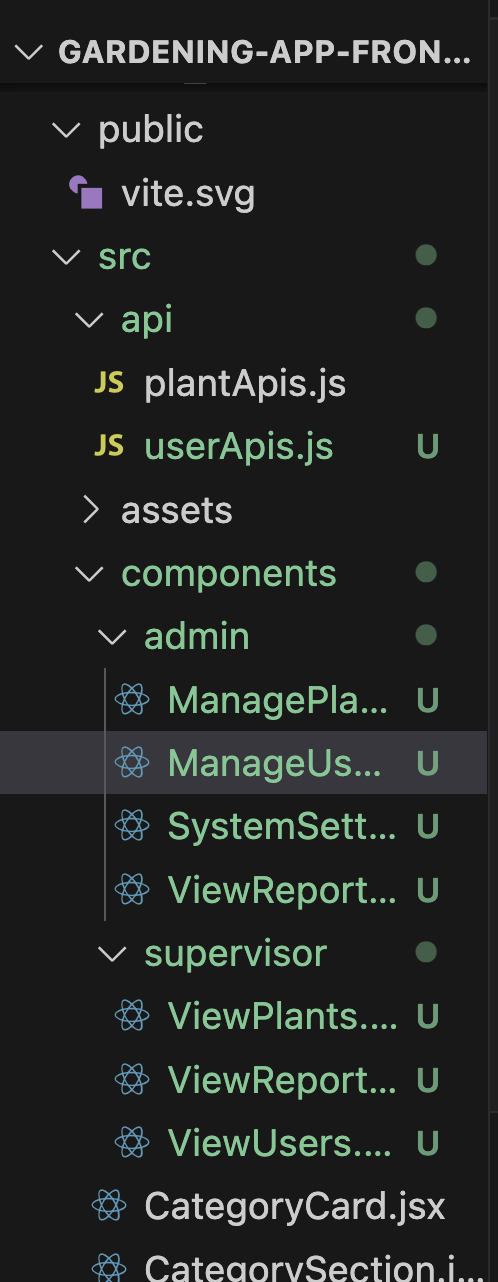 GARDENING-APP-FRON...
public
vite.svg
src
api
JS plantApis.js
JS userApis.js U
assets
components
admin
ManagePla... U
ManageUs... U
SystemSett... U
ViewReport... U
supervisor
ViewPlants.... U
ViewReport... U
ViewUsers.... U
CategoryCard.jsx
CategorySection.j...